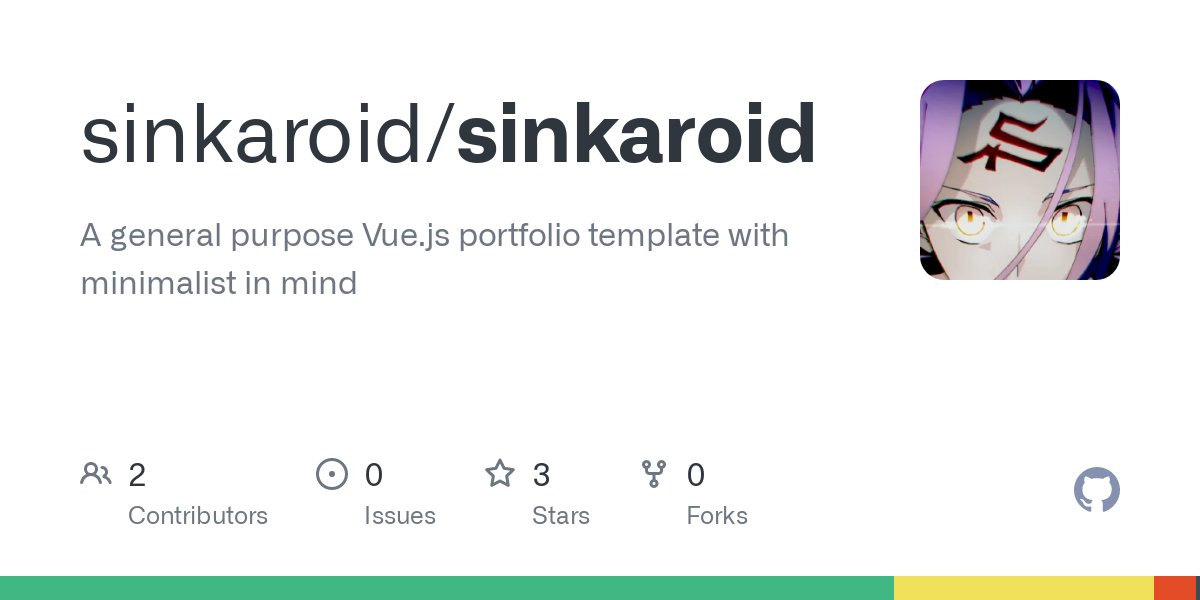 sinkaroid/sinkaroid
A general purpose Vue.js portfolio template with
minimalist in mind
2
Contributors
0
Issues
3
Stars
0
Forks